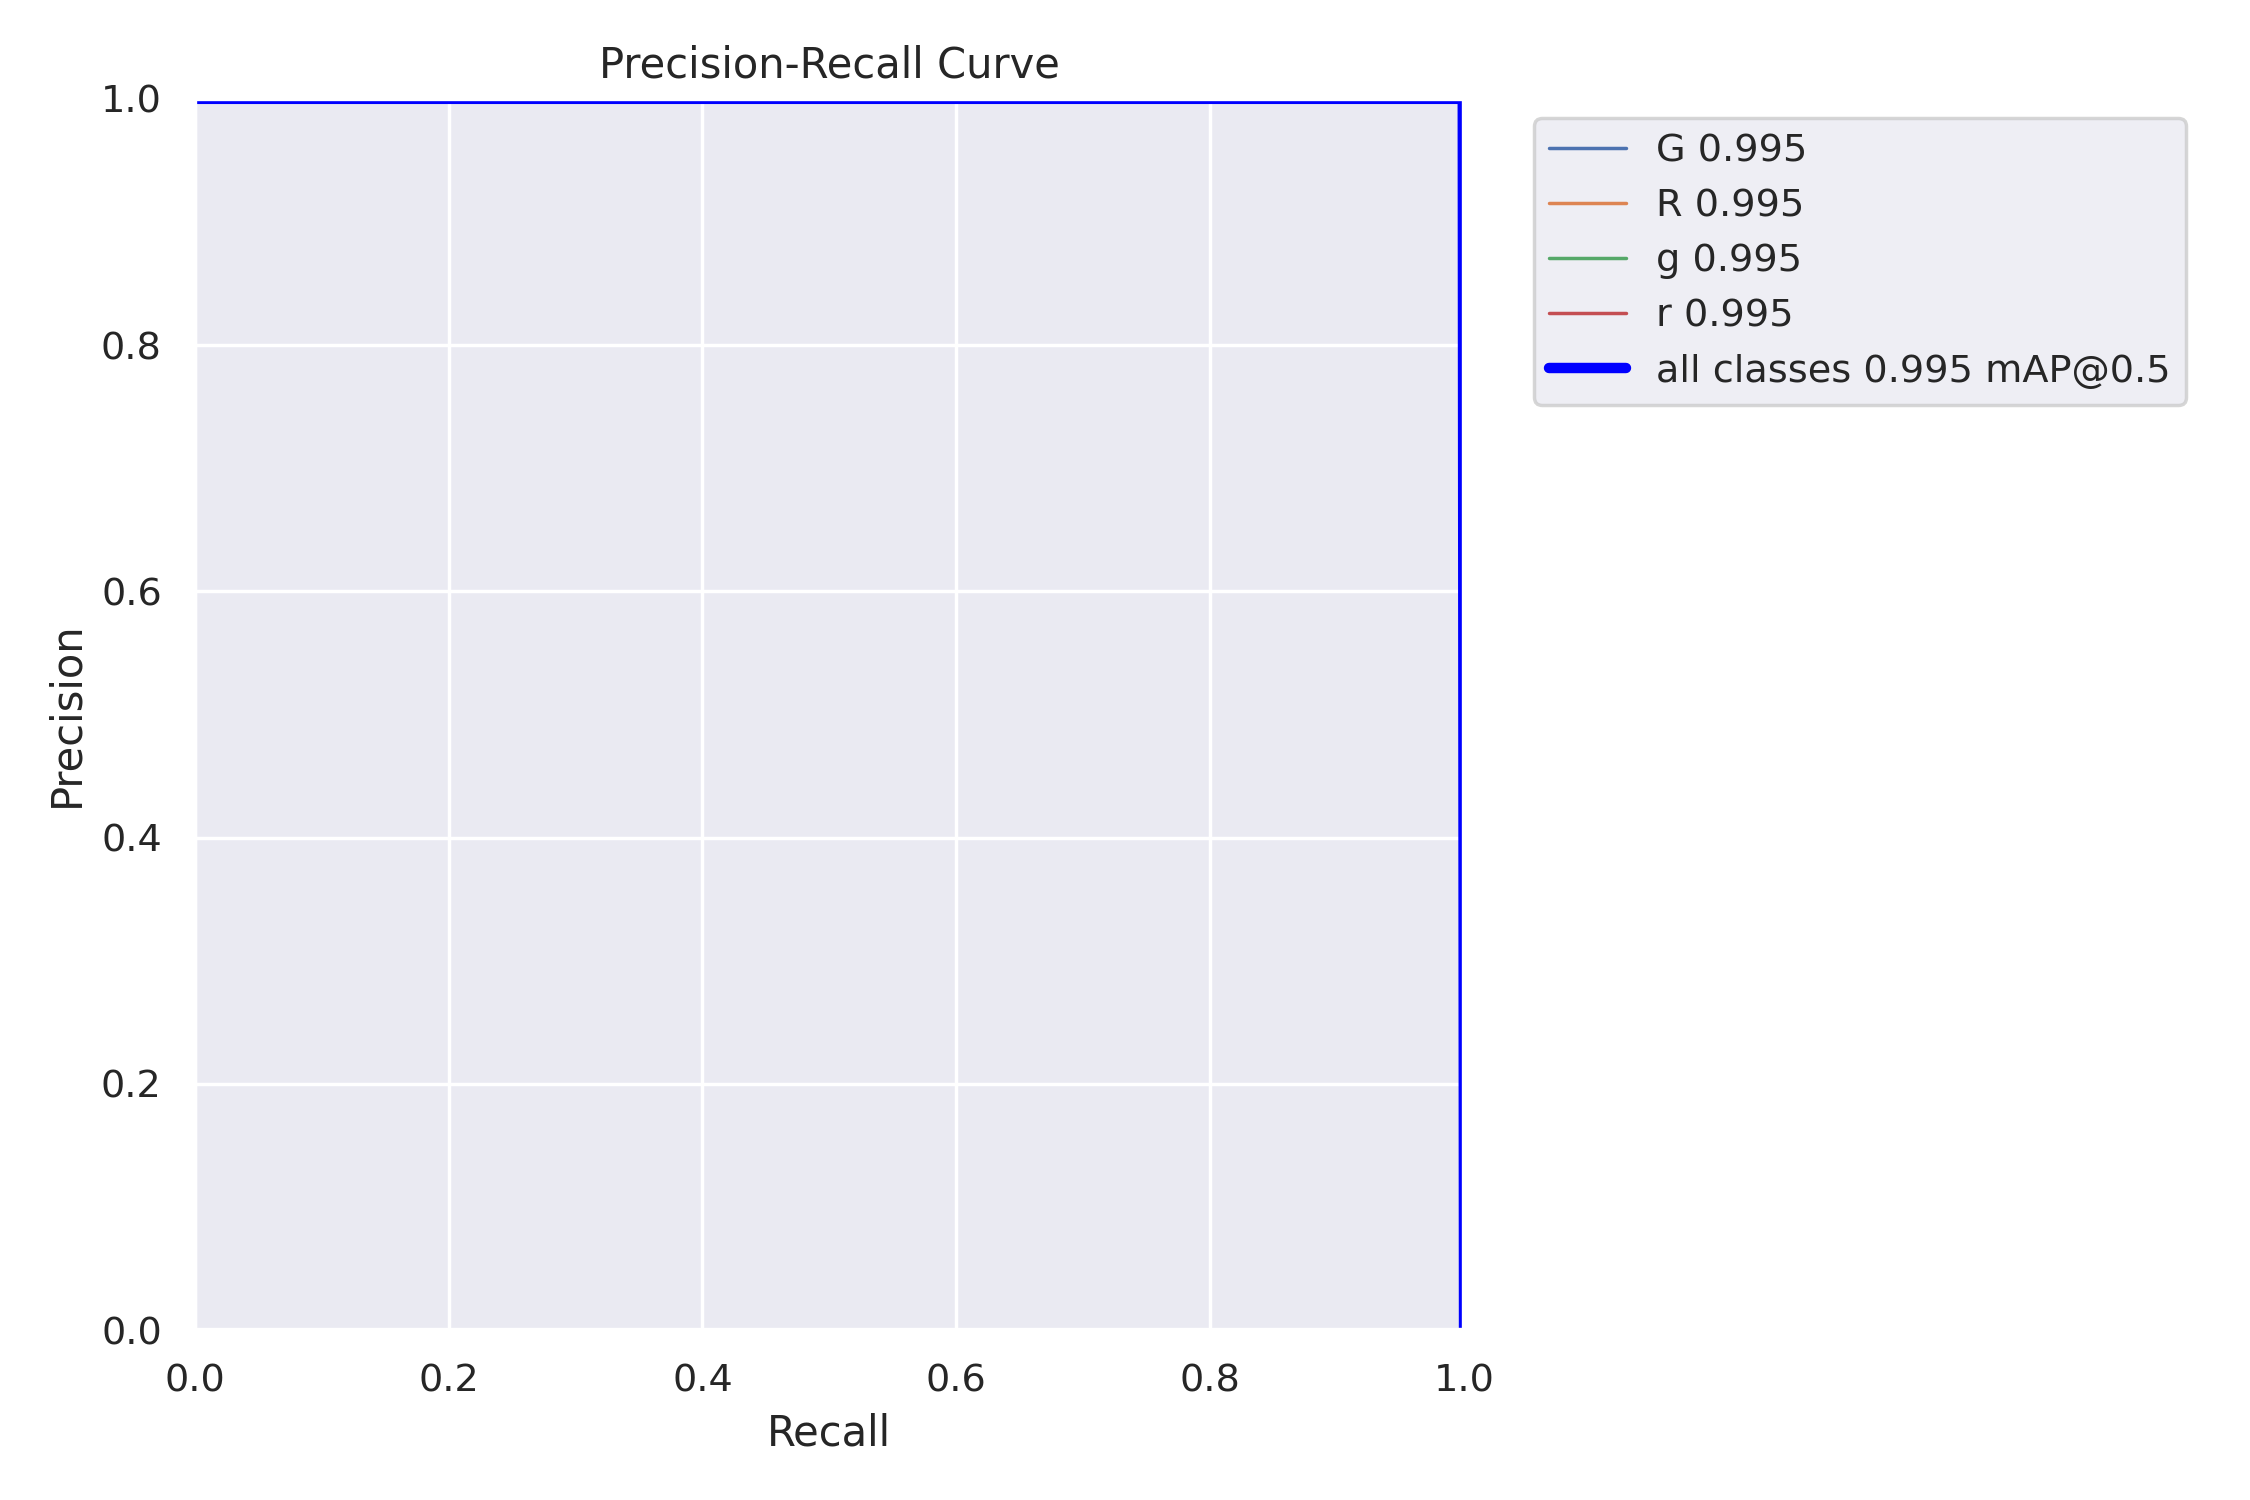 Precision-Recall Curve
1.0
0.8
0.6
0.4
0.2
0.0
Precision
0.0 0.2 0.4 0.6 0.8 1.0
Recall
G 0.995
R 0.995
g 0.995
r 0.995
all classes 0.995 mAP@0.5